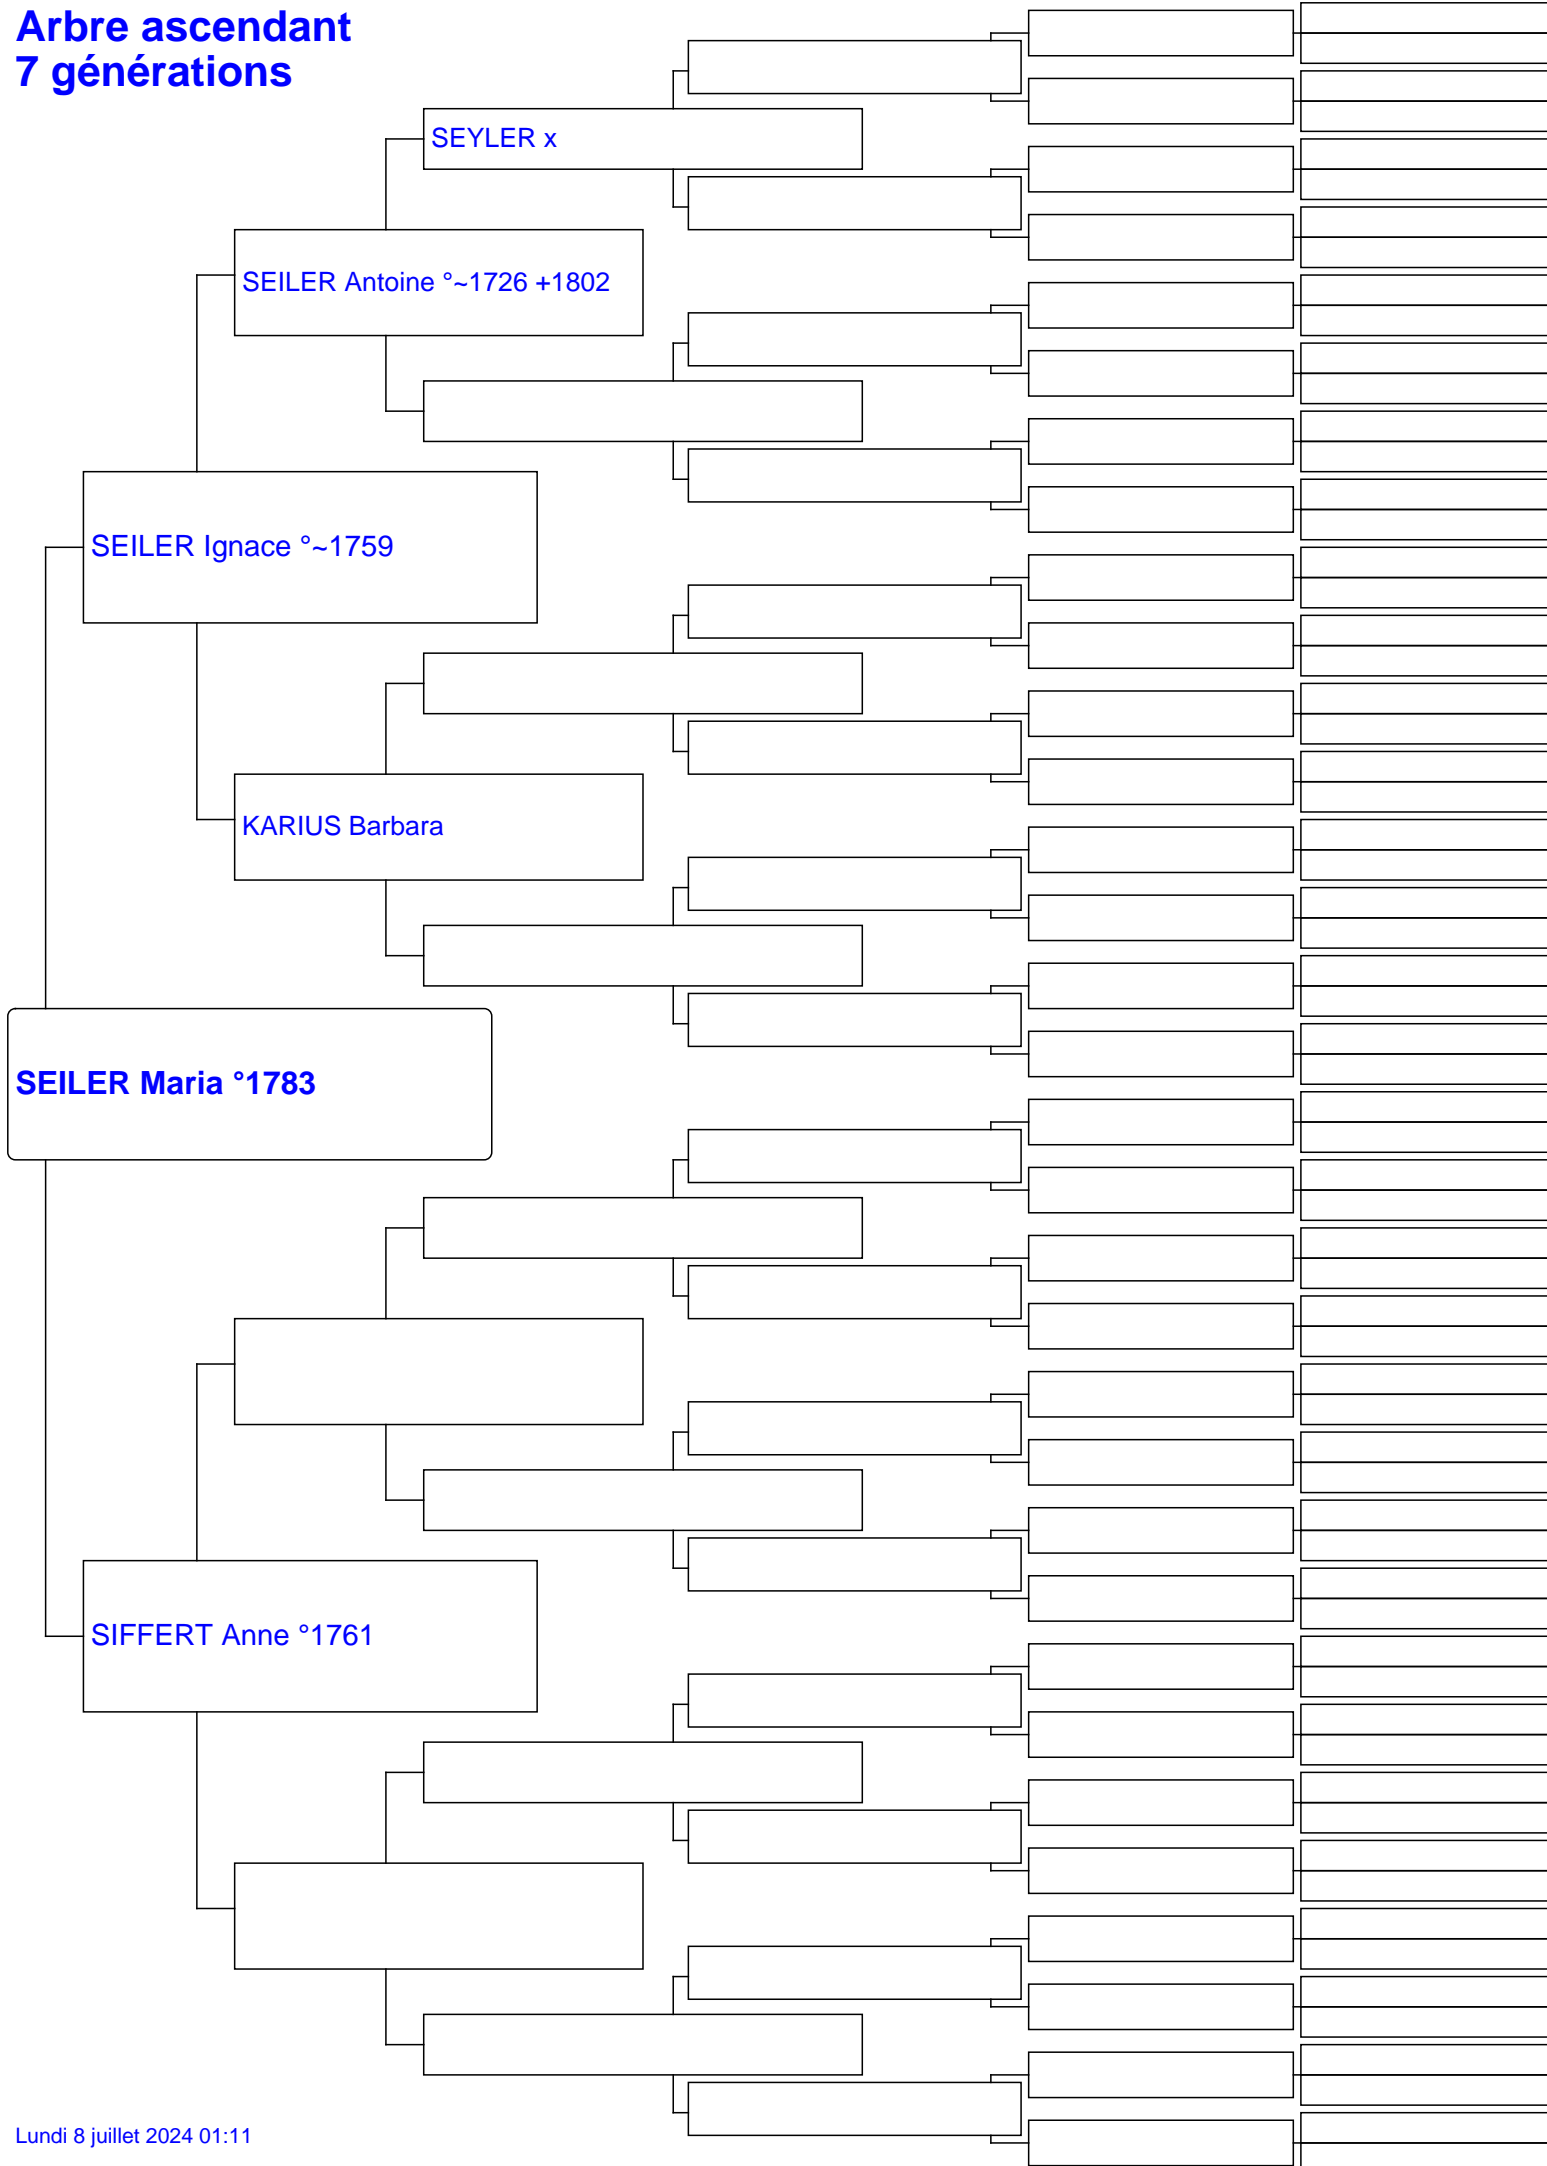 Arbre ascendant
7 générations
SEYLER x
SEILER Antoine °~1726 +1802
SEILER Ignace °~1759
KARIUS Barbara
SEILER Maria °1783
SIFFERT Anne °1761
Lundi 8 juillet 2024 01:11